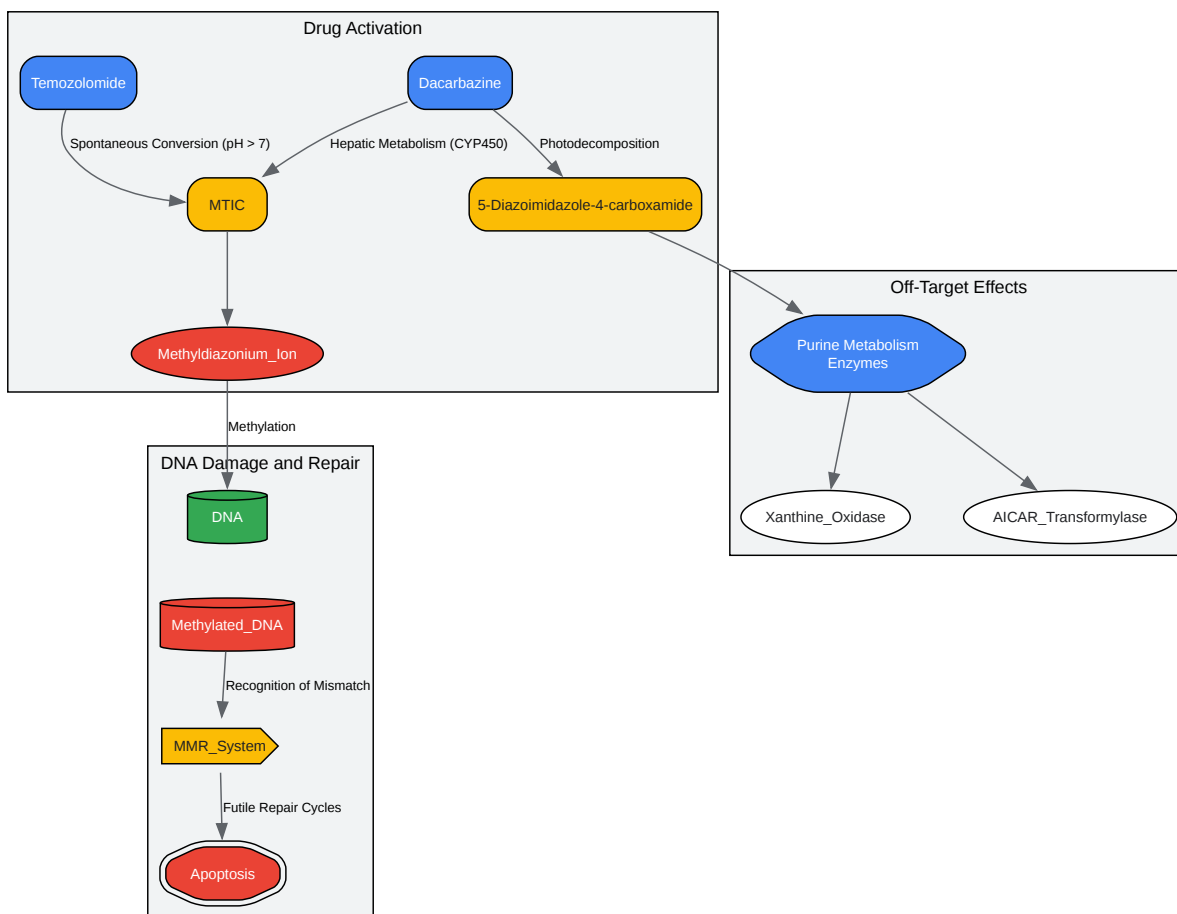 Drug Activation
Temozolomide
Dacarbazine
Spontaneous Conversion (pH > 7)
Hepatic Metabolism (CYP450)
Photodecomposition
MTIC
5-Diazoimidazole-4-carboxamide
Methyldiazonium_Ion
Off-Target Effects
Purine Metabolism
Enzymes
Xanthine_Oxidase
AICAR_Transformylase
Methylation
DNA Damage and Repair
DNA
Methylated_DNA
Recognition of Mismatch
MMR_System
Futile Repair Cycles
Apoptosis